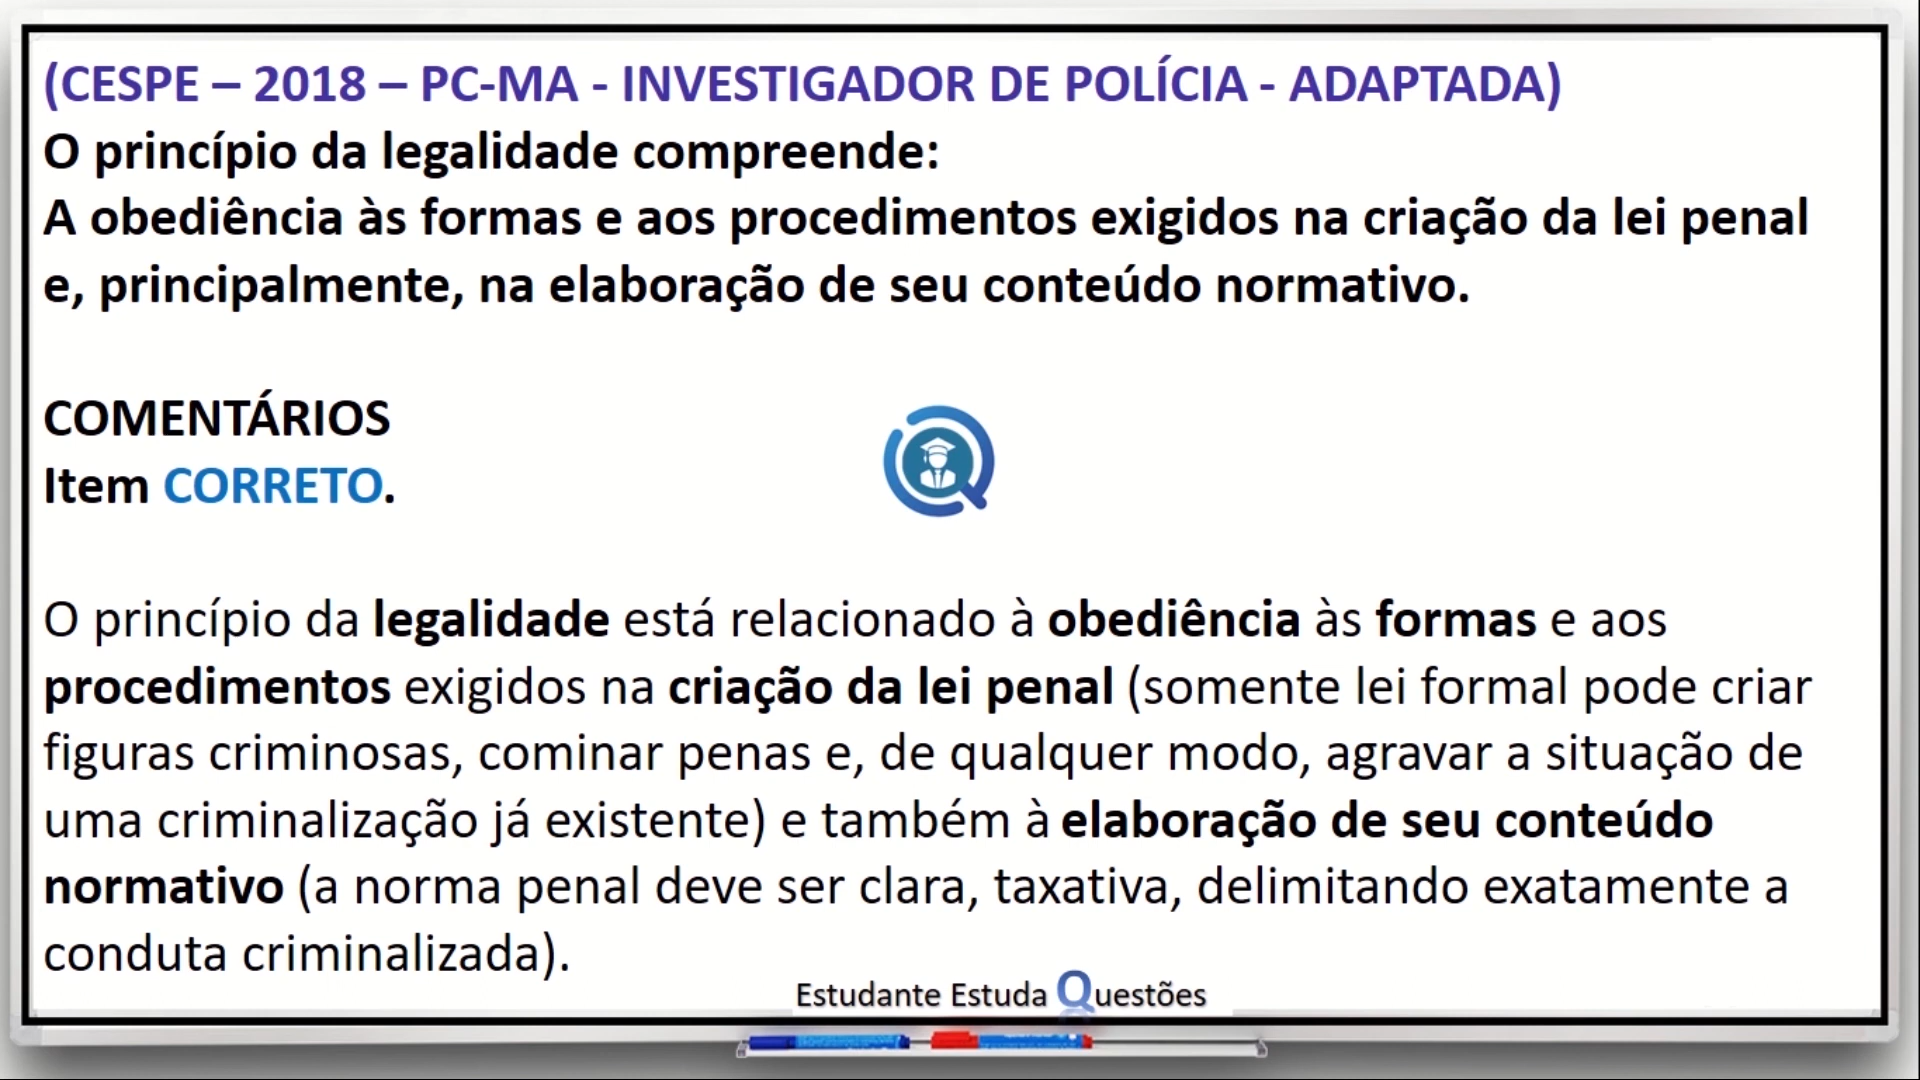 (CESPE – 2018 – PC-MA - INVESTIGADOR DE POLÍCIA - ADAPTADA)
O princípio da legalidade compreende:
A obediência às formas e aos procedimentos exigidos na criação da lei penal
e, principalmente, na elaboração de seu conteúdo normativo.
COMENTÁRIOS
Item CORRETO.
O princípio da legalidade está relacionado à obediência às formas e aos
procedimentos exigidos na criação da lei penal (somente lei formal pode criar
figuras criminosas, cominar penas e, de qualquer modo, agravar a situação de
uma criminalização já existente) e também à elaboração de seu conteúdo
normativo (a norma penal deve ser clara, taxativa, delimitando exatamente a
conduta criminalizada).
Estudante Estuda Questões